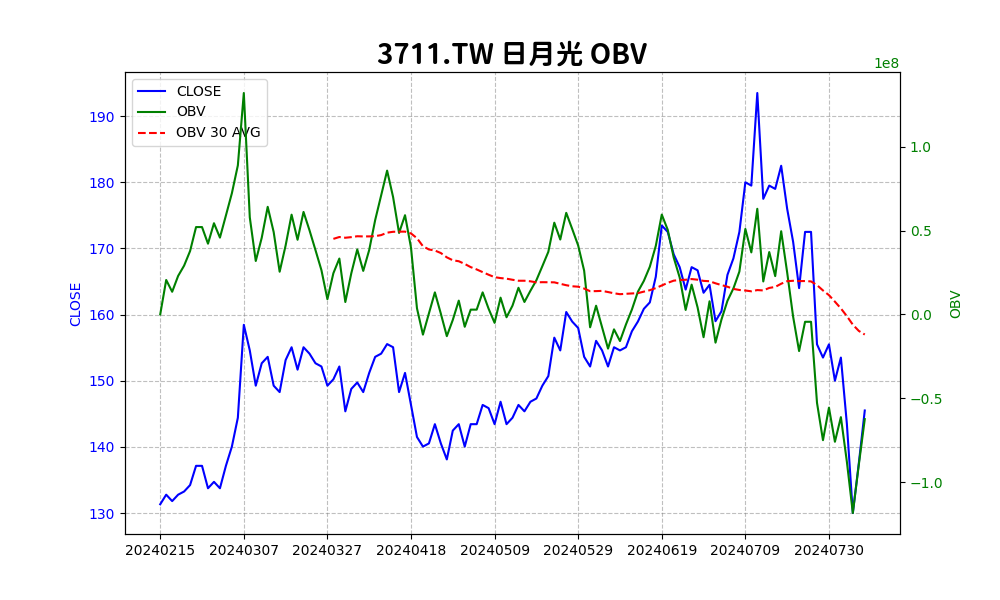 3711.TW 日月光 OBV
1e8
CLOSE
OBV
OBV 30 AVG
190
180
170
160
150
140
130
CLOSE
1.0
0.5
0.0
−0.5
−1.0
OBV
20240215 20240307 20240327 20240418 20240509 20240529 20240619 20240709 20240730